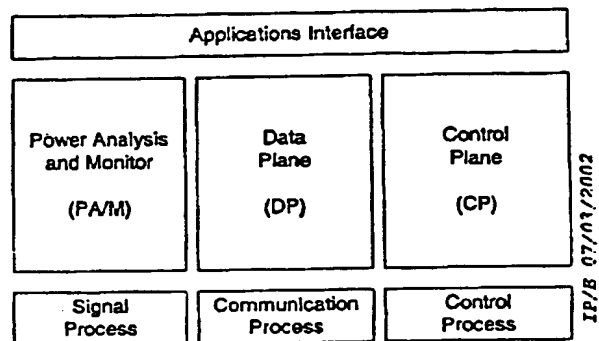 Applications Interface
Power Analysis
and Monitor
(PA/M)
Data
Plane
(DP)
Control
Plane
(CP)
Signal
Process
Communication
Process
Control
Process
IP/B 07/03/2002